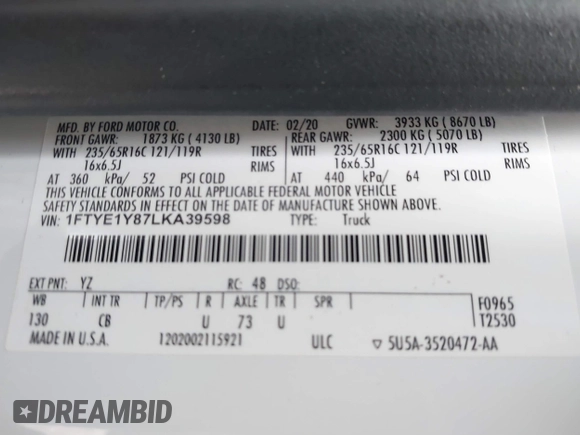 MFD. BY FORD MOTOR CO. DATE: 02/20 GVWR: 3933 KG ( 8670 LB)
FRONT GAWR: 1873 KG ( 4130 LB) REAR GAWR: 2300 KG ( 5070 LB)
WITH 235/65R16C 121/119R TIRES WITH 235/65R16C 121/119R TIRES
16x6.5J RIMS 16x6.5J RIMS
AT 360 kPa/ 52 PSI COLD AT 440 kPa/ 64 PSI COLD
THIS VEHICLE CONFORMS TO ALL APPLICABLE FEDERAL MOTOR VEHICLE
SAFETY STANDARDS IN EFFECT ON THE DATE OF MANUFACTURE SHOWN ABOVE.
VIN: 1FTYE1Y87LKA39598 TYPE: Truck
EXT PNT: YZ RC: 48 DSO:
WB INT TR TP/PS R AXLE TR SPR F0965
130 CB U 73 U T2530
MADE IN U.S.A. 1202002115921 ULC ▽ 5U5A-3520472-AA
DREAMBID